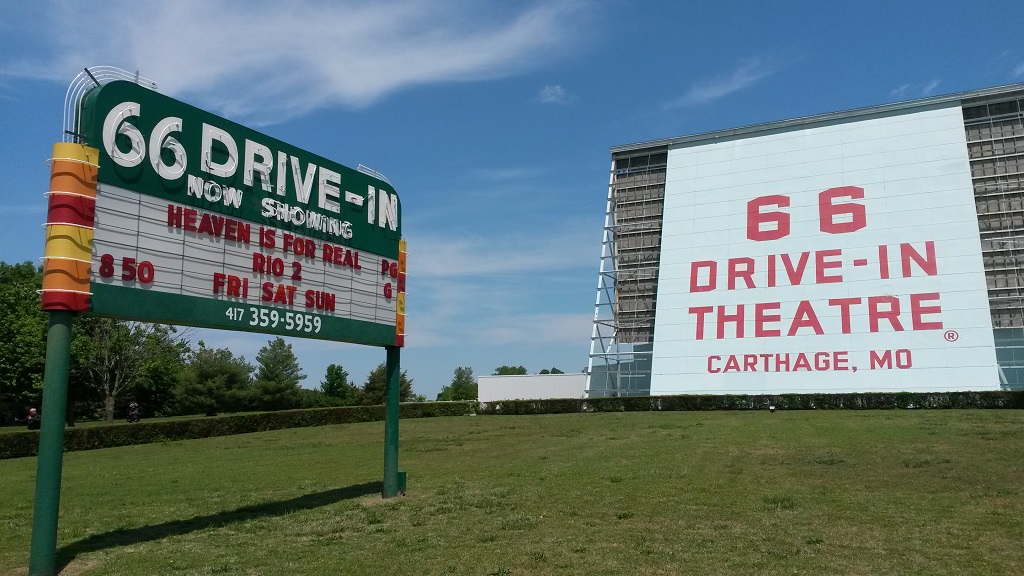 66 DRIVE-IN
NOW SHOWING
HEAVEN IS FOR REAL PG
RIO 2 G
8 50 FRI SAT SUN
417 359-5959
66
DRIVE-IN
THEATRE®
CARTHAGE, MO